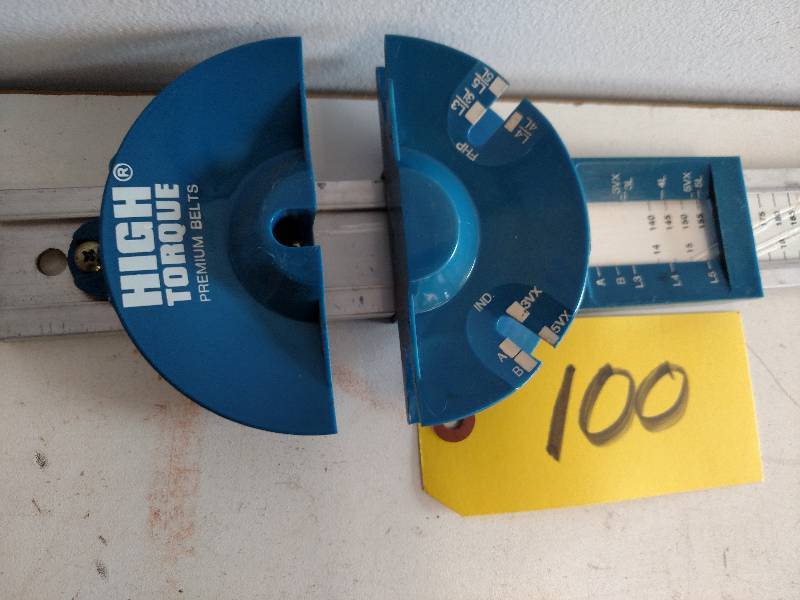 HIGH®
TORQUE
PREMIUM BELTS
FHP
4L
IND.
3VX
5VX
A
B
3VX
3L
4L
5VX
5L
140
145
150
155
14
15
A
B
L3
L4
L5
175
100